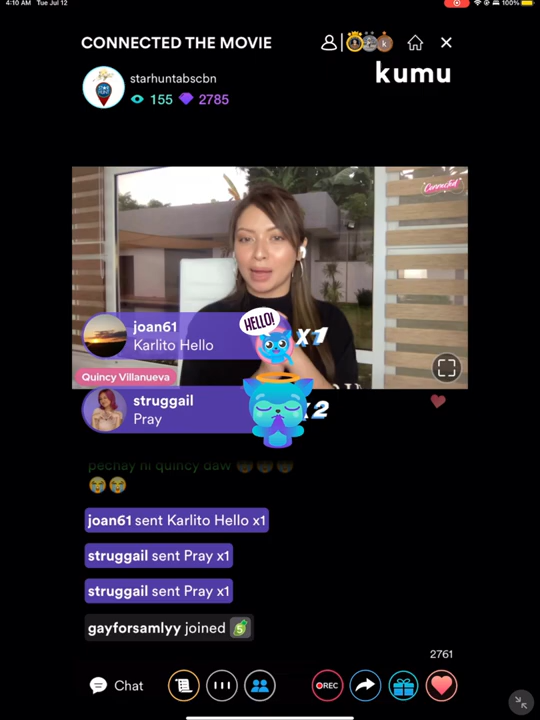 4:10 AM Tue Jul 12
100%
CONNECTED THE MOVIE
kumu
starhuntabscbn
155 2785
Connected
HELLO!
joan61
Karlito Hello
X1
Quincy Villanueva
struggail
Pray
X2
pechay ni quincy daw
joan61 sent Karlito Hello x1
struggail sent Pray x1
struggail sent Pray x1
gayforsamlyy joined 5
2761
Chat
REC